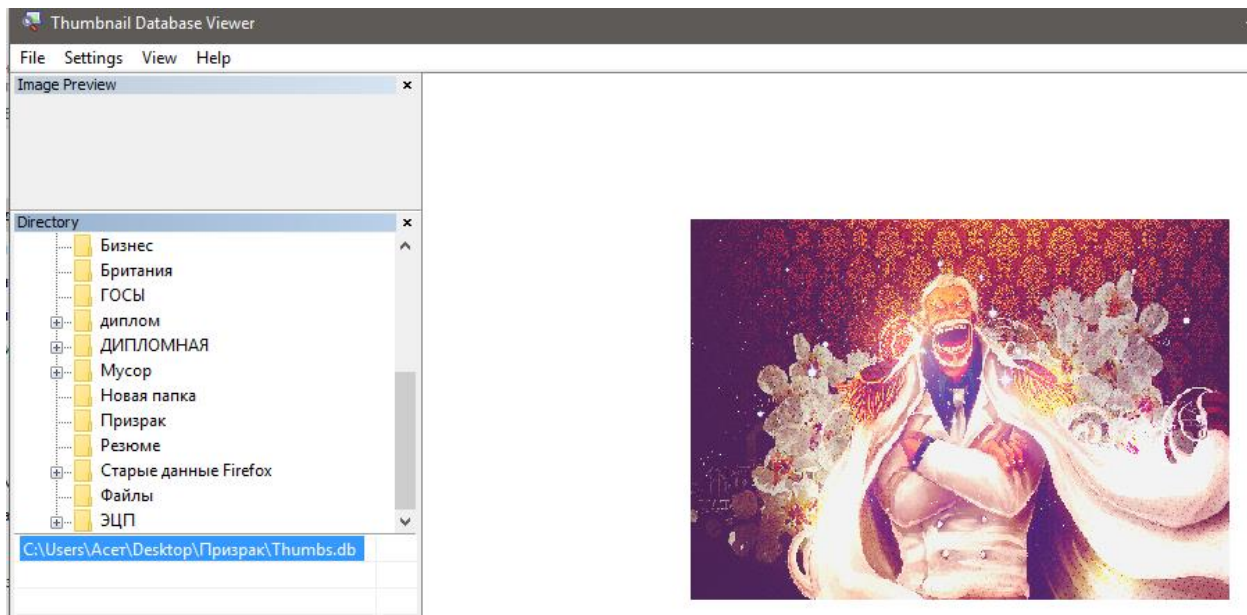 Thumbnail Database Viewer
File Settings View Help
Image Preview
Directory
Бизнес
Британия
ГОСЫ
диплом
ДИПЛОМНАЯ
Мусор
Новая папка
Призрак
Резюме
Старые данные Firefox
Файлы
ЭЦП
C:\Users\Асет\Desktop\Призрак\Thumbs.db